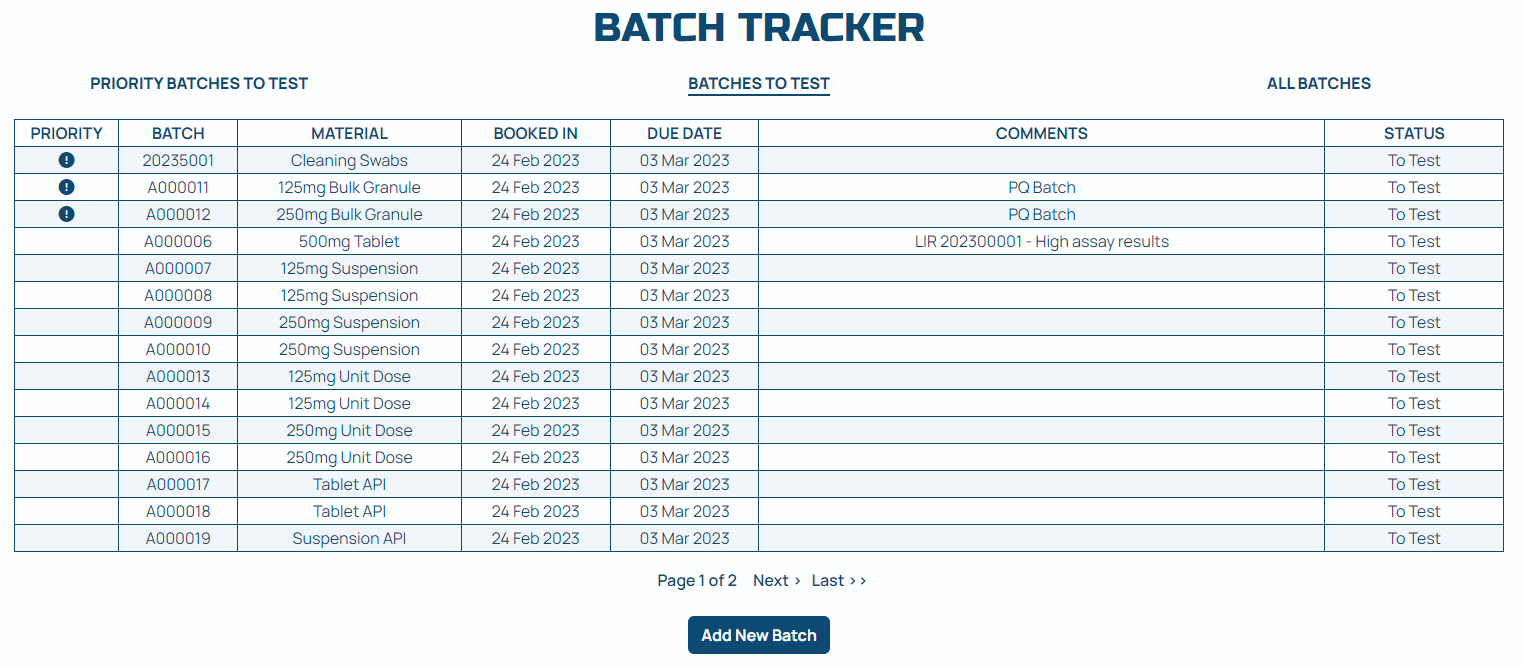 BATCH TRACKER
PRIORITY BATCHES TO TEST BATCHES TO TEST ALL BATCHES
PRIORITY BATCH MATERIAL BOOKED IN DUE DATE COMMENTS STATUS
! 20235001 Cleaning Swabs 24 Feb 2023 03 Mar 2023 To Test
! A000011 125mg Bulk Granule 24 Feb 2023 03 Mar 2023 PQ Batch To Test
! A000012 250mg Bulk Granule 24 Feb 2023 03 Mar 2023 PQ Batch To Test
A000006 500mg Tablet 24 Feb 2023 03 Mar 2023 LIR 202300001 - High assay results To Test
A000007 125mg Suspension 24 Feb 2023 03 Mar 2023 To Test
A000008 125mg Suspension 24 Feb 2023 03 Mar 2023 To Test
A000009 250mg Suspension 24 Feb 2023 03 Mar 2023 To Test
A000010 250mg Suspension 24 Feb 2023 03 Mar 2023 To Test
A000013 125mg Unit Dose 24 Feb 2023 03 Mar 2023 To Test
A000014 125mg Unit Dose 24 Feb 2023 03 Mar 2023 To Test
A000015 250mg Unit Dose 24 Feb 2023 03 Mar 2023 To Test
A000016 250mg Unit Dose 24 Feb 2023 03 Mar 2023 To Test
A000017 Tablet API 24 Feb 2023 03 Mar 2023 To Test
A000018 Tablet API 24 Feb 2023 03 Mar 2023 To Test
A000019 Suspension API 24 Feb 2023 03 Mar 2023 To Test
Page 1 of 2 Next › Last ››
Add New Batch